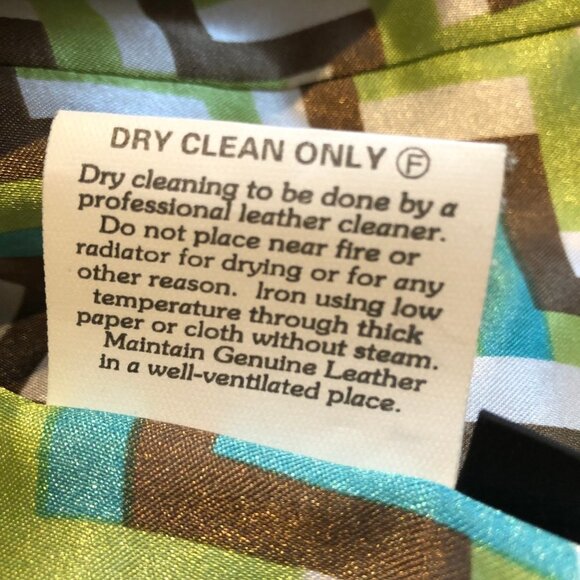 DRY CLEAN ONLY Ⓕ
Dry cleaning to be done by a
professional leather cleaner.
Do not place near fire or
radiator for drying or for any
other reason. Iron using low
temperature through thick
paper or cloth without steam.
Maintain Genuine Leather
in a well-ventilated place.